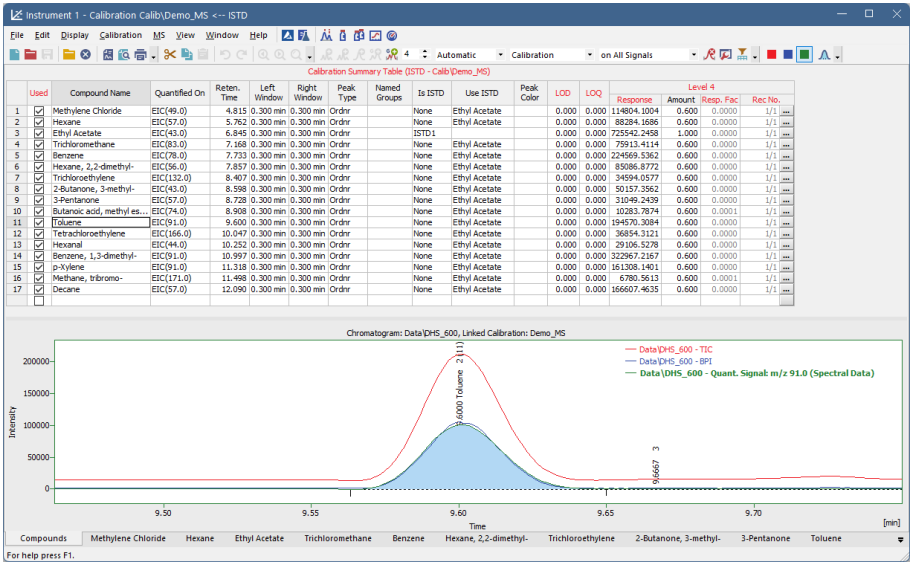 Instrument 1 - Calibration Calib\Demo_MS <-- ISTD
File Edit Display Calibration MS View Window Help
4 Automatic Calibration on All Signals
Calibration Summary Table (ISTD - Calib\Demo_MS)
Used Compound Name Quantified On Reten. Time Left Window Right Window Peak Type Named Groups Is ISTD Use ISTD Peak Color LOD LOQ Level 4
Response Amount Resp. Fac Rec No.
1 Methylene Chloride EIC(49.0) 4.815 0.300 min 0.300 min Ordnr None Ethyl Acetate 0.000 0.000 114804.1004 0.600 0.0000 1/1 ...
2 Hexane EIC(57.0) 5.762 0.300 min 0.300 min Ordnr None Ethyl Acetate 0.000 0.000 88284.1686 0.600 0.0000 1/1 ...
3 Ethyl Acetate EIC(43.0) 6.845 0.300 min 0.300 min Ordnr ISTD1 0.000 0.000 725542.2458 1.000 0.0000 1/1 ...
4 Trichloromethane EIC(83.0) 7.168 0.300 min 0.300 min Ordnr None Ethyl Acetate 0.000 0.000 75913.4114 0.600 0.0000 1/1 ...
5 Benzene EIC(78.0) 7.733 0.300 min 0.300 min Ordnr None Ethyl Acetate 0.000 0.000 224569.5362 0.600 0.0000 1/1 ...
6 Hexane, 2,2-dimethyl- EIC(56.0) 7.857 0.300 min 0.300 min Ordnr None Ethyl Acetate 0.000 0.000 85086.8772 0.600 0.0000 1/1 ...
7 Trichloroethylene EIC(132.0) 8.407 0.300 min 0.300 min Ordnr None Ethyl Acetate 0.000 0.000 34594.0577 0.600 0.0000 1/1 ...
8 2-Butanone, 3-methyl- EIC(43.0) 8.598 0.300 min 0.300 min Ordnr None Ethyl Acetate 0.000 0.000 50157.3562 0.600 0.0000 1/1 ...
9 3-Pentanone EIC(57.0) 8.728 0.300 min 0.300 min Ordnr None Ethyl Acetate 0.000 0.000 31049.2439 0.600 0.0000 1/1 ...
10 Butanoic acid, methyl es... EIC(74.0) 8.908 0.300 min 0.300 min Ordnr None Ethyl Acetate 0.000 0.000 10283.7874 0.600 0.0001 1/1 ...
11 Toluene EIC(91.0) 9.600 0.300 min 0.300 min Ordnr None Ethyl Acetate 0.000 0.000 194570.3084 0.600 0.0000 1/1 ...
12 Tetrachloroethylene EIC(166.0) 10.047 0.300 min 0.300 min Ordnr None Ethyl Acetate 0.000 0.000 36854.3121 0.600 0.0000 1/1 ...
13 Hexanal EIC(44.0) 10.252 0.300 min 0.300 min Ordnr None Ethyl Acetate 0.000 0.000 29106.5278 0.600 0.0000 1/1 ...
14 Benzene, 1,3-dimethyl- EIC(91.0) 10.997 0.300 min 0.300 min Ordnr None Ethyl Acetate 0.000 0.000 322967.2167 0.600 0.0000 1/1 ...
15 p-Xylene EIC(91.0) 11.318 0.300 min 0.300 min Ordnr None Ethyl Acetate 0.000 0.000 161308.1401 0.600 0.0000 1/1 ...
16 Methane, tribromo- EIC(171.0) 11.498 0.300 min 0.300 min Ordnr None Ethyl Acetate 0.000 0.000 6780.5613 0.600 0.0001 1/1 ...
17 Decane EIC(57.0) 12.090 0.300 min 0.300 min Ordnr None Ethyl Acetate 0.000 0.000 166607.4635 0.600 0.0000 1/1 ...
Chromatogram: Data\DHS_600, Linked Calibration: Demo_MS
Data\DHS_600 - TIC
Data\DHS_600 - BPI
Data\DHS_600 - Quant. Signal: m/z 91.0 (Spectral Data)
Intensity
200000
150000
100000
50000
0
9.6000 Toluene 2 (11)
9.6667 3
9.50 9.55 9.60 9.65 9.70
Time
[min]
Compounds Methylene Chloride Hexane Ethyl Acetate Trichloromethane Benzene Hexane, 2,2-dimethyl- Trichloroethylene 2-Butanone, 3-methyl- 3-Pentanone Toluene
For help press F1.